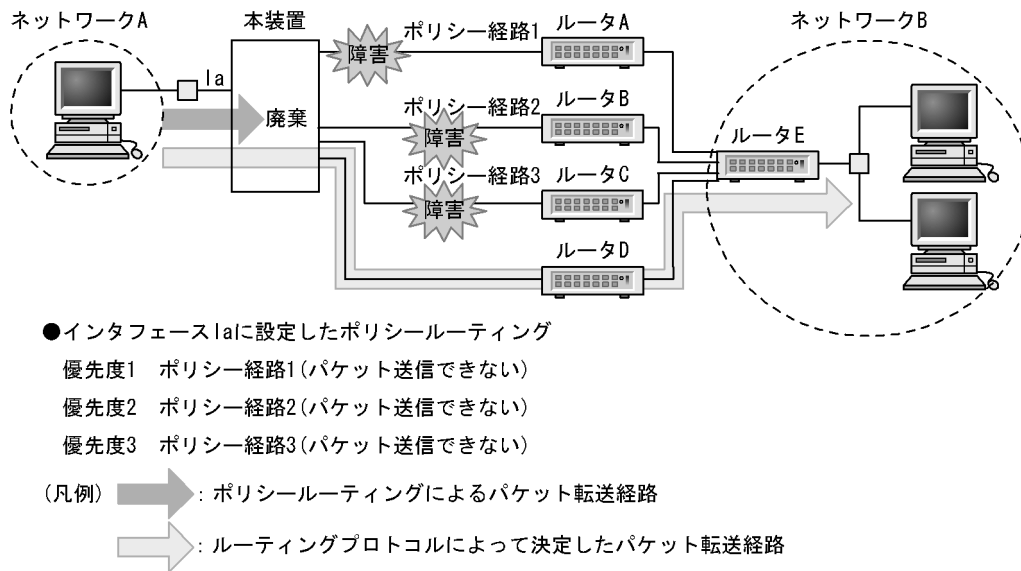 ネットワークA
本装置
ポリシー経路1
ルータA
ネットワークB
Ia
障害
廃棄
ポリシー経路2
ルータB
障害
ルータE
ポリシー経路3
ルータC
障害
ルータD
●インタフェースIaに設定したポリシールーティング
優先度1 ポリシー経路1(パケット送信できない)
優先度2 ポリシー経路2(パケット送信できない)
優先度3 ポリシー経路3(パケット送信できない)
(凡例) : ポリシールーティングによるパケット転送経路
: ルーティングプロトコルによって決定したパケット転送経路